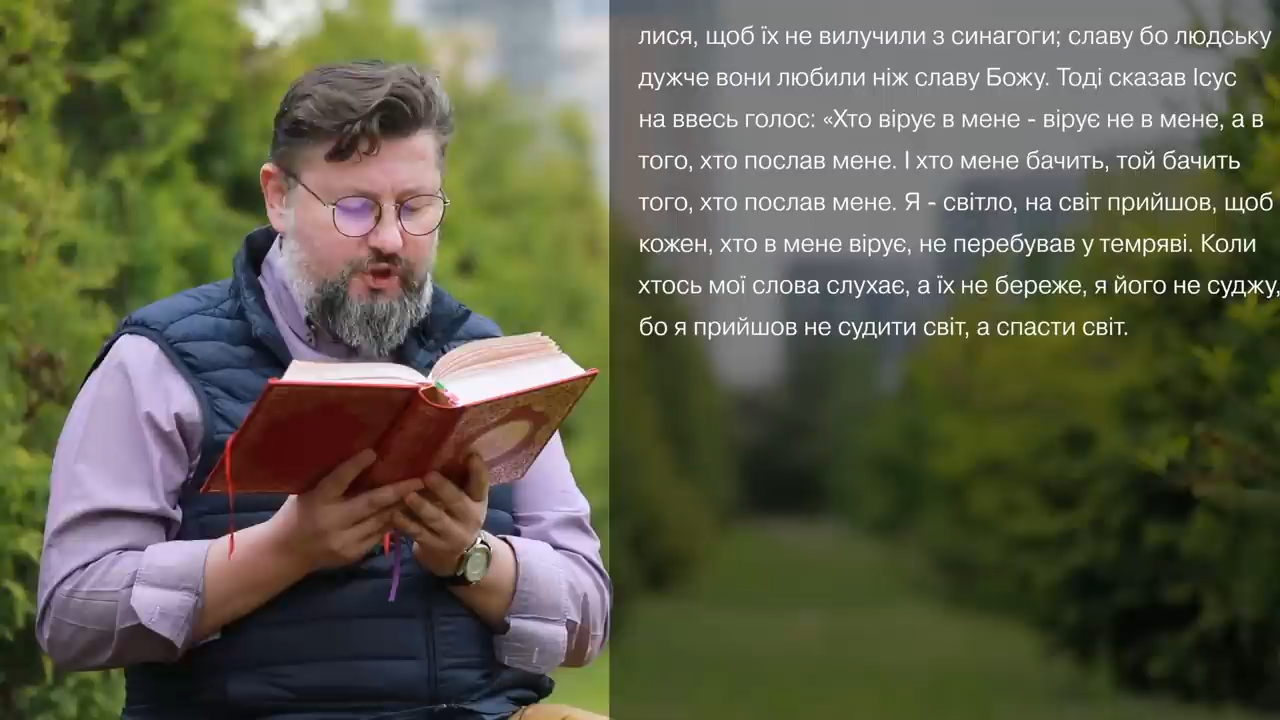 лися, щоб їх не вилучили з синагоги; славу бо людську
дужче вони любили ніж славу Божу. Тоді сказав Ісус
на ввесь голос: «Хто вірує в мене - вірує не в мене, а в
того, хто послав мене. І хто мене бачить, той бачить
того, хто послав мене. Я - світло, на світ прийшов, щоб
кожен, хто в мене вірує, не перебував у темряві. Коли
хтось мої слова слухає, а їх не береже, я його не суджу,
бо я прийшов не судити світ, а спасти світ.